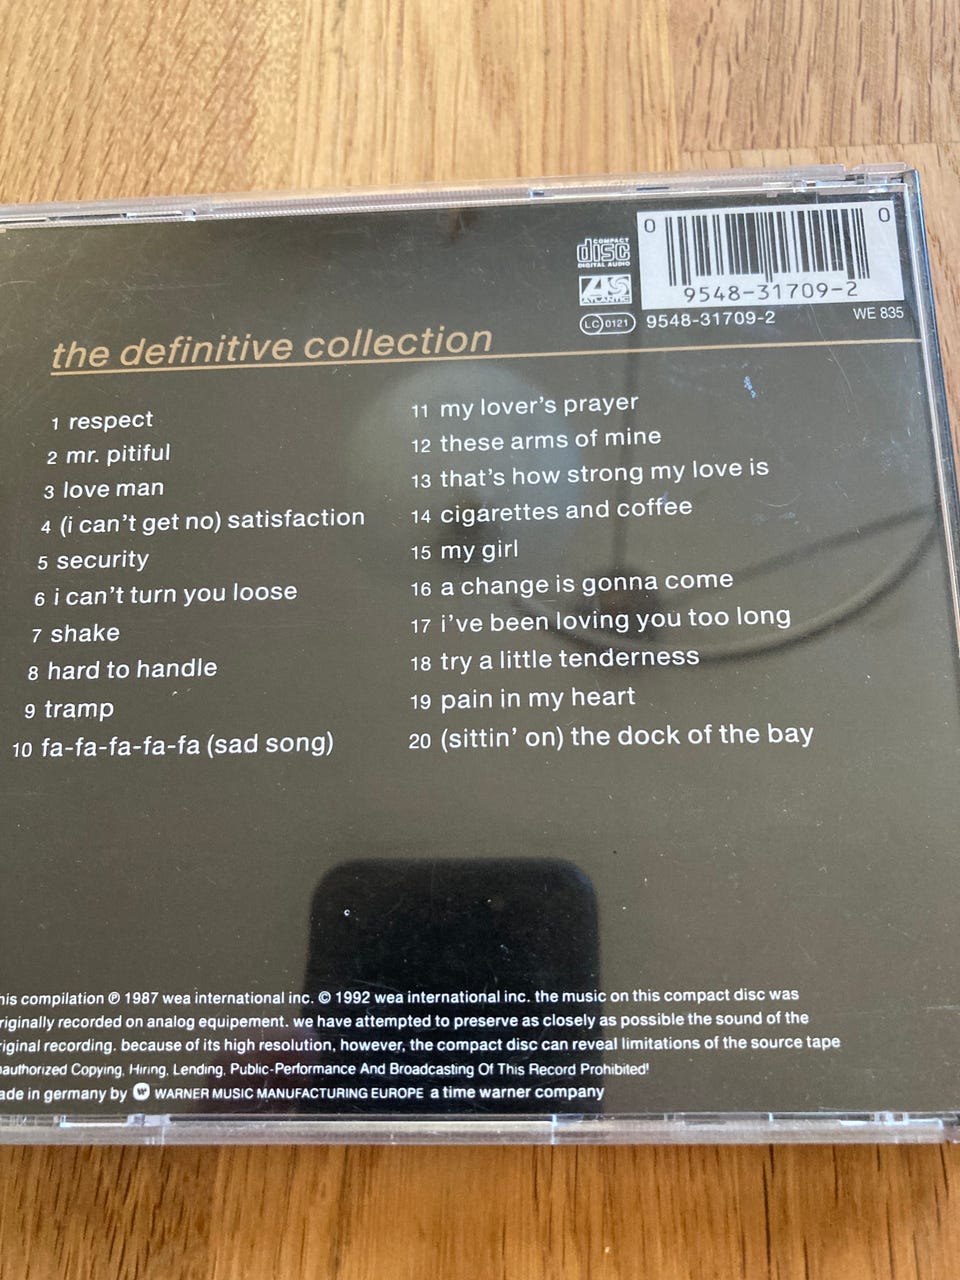 COMPACT
disc
DIGITAL AUDIO
ATLANTIC
LC 0121
0 0
9548-31709-2
9548-31709-2
WE 835
the definitive collection
1 respect
2 mr. pitiful
3 love man
4 (i can't get no) satisfaction
5 security
6 i can't turn you loose
7 shake
8 hard to handle
9 tramp
10 fa-fa-fa-fa-fa (sad song)
11 my lover's prayer
12 these arms of mine
13 that's how strong my love is
14 cigarettes and coffee
15 my girl
16 a change is gonna come
17 i've been loving you too long
18 try a little tenderness
19 pain in my heart
20 (sittin' on) the dock of the bay
his compilation ℗ 1987 wea international inc. © 1992 wea international inc. the music on this compact disc was
riginally recorded on analog equipement. we have attempted to preserve as closely as possible the sound of the
riginal recording. because of its high resolution, however, the compact disc can reveal limitations of the source tape
nauthorized Copying, Hiring, Lending, Public-Performance And Broadcasting Of This Record Prohibited!
ade in germany by WARNER MUSIC MANUFACTURING EUROPE a time warner company